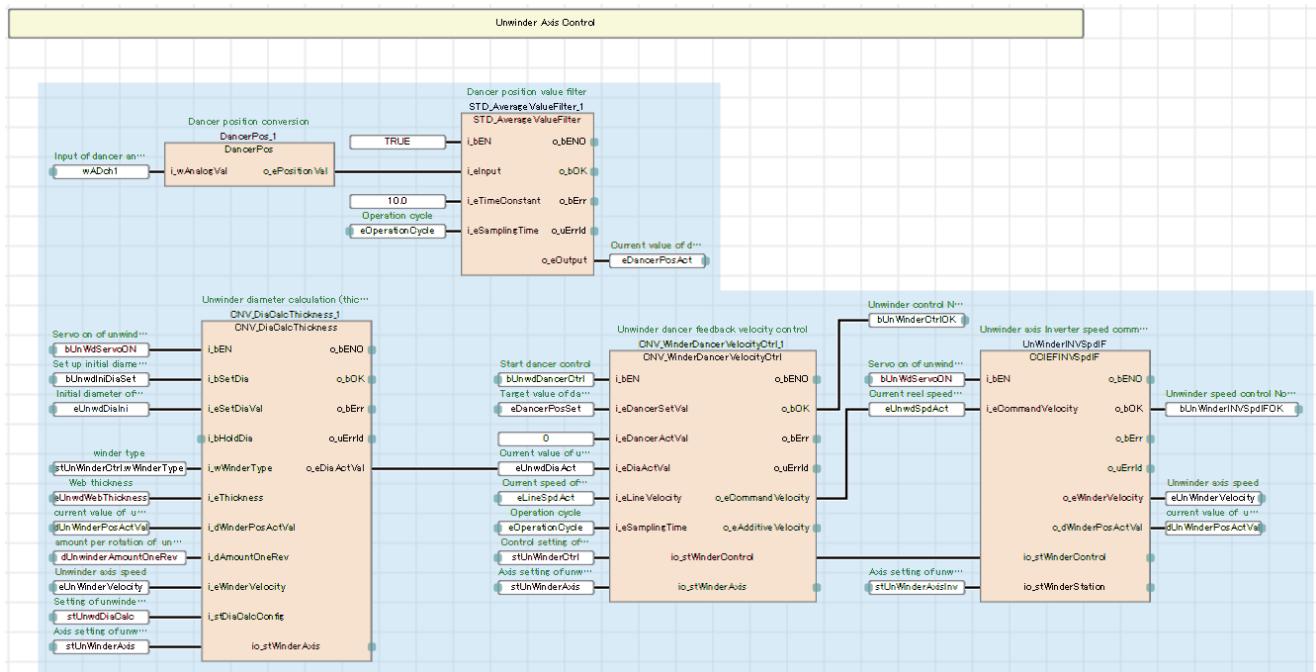 Unwinder Axis Control
Dancer position value filter
STD_AverageValueFilter_1
STD_AverageValueFilter
Dancer position conversion
DancerPos_1
DancerPos
TRUE
i_bEN
o_bENO
Input of dancer an…
wADch1
i_wAnalogVal
o_ePositionVal
i_eInput
o_bOK
10.0
i_eTimeConstant
o_bErr
Operation cycle
eOperationCycle
i_eSamplingTime
o_uErrId
Current value of d…
o_eOutput
eDancerPosAct
Unwinder diameter calculation (thic…
CNV_DiaCalcThickness_1
CNV_DiaCalcThickness
Servo on of unwind…
bUnWdServoON
i_bEN
o_bENO
Set up initial diame…
bUnwdIniDiaSet
i_bSetDia
o_bOK
Initial diameter of…
eUnwdDiaIni
i_eSetDiaVal
o_bErr
i_bHoldDia
o_uErrId
winder type
stUnWinderCtrl.wWinderType
i_wWinderType
o_eDiaActVal
Web thickness
eUnwdWebThickness
i_eThickness
current value of u…
dUnWinderPosActVal
i_dWinderPosActVal
amount per rotation of un…
dUnwinderAmountOneRev
i_dAmountOneRev
Unwinder axis speed
eUnWinderVelocity
i_eWinderVelocity
Setting of unwinde…
stUnwdDiaCalc
i_stDiaCalcConfig
Axis setting of unw…
stUnWinderAxis
io_stWinderAxis
Unwinder dancer feedback velocity control
CNV_WinderDancerVelocityCtrl_1
CNV_WinderDancerVelocityCtrl
Start dancer control
bUnwdDancerCtrl
i_bEN
o_bENO
Target value of da…
eDancerPosSet
i_eDancerSetVal
o_bOK
0
i_eDancerActVal
o_bErr
Current value of u…
eUnwdDiaAct
i_eDiaActVal
o_uErrId
Current speed of…
eLineSpdAct
i_eLineVelocity
o_eCommandVelocity
Operation cycle
eOperationCycle
i_eSamplingTime
o_eAdditiveVelocity
Control setting of…
stUnWinderCtrl
io_stWinderControl
Axis setting of unw…
stUnWinderAxis
io_stWinderAxis
Unwinder control N…
bUnWinderCtrlOK
Unwinder axis Inverter speed comm…
UnWinderINVSpdIF
CCIEFINVSpdIF
Servo on of unwind…
bUnWdServoON
i_bEN
o_bENO
Current reel speed…
eUnwdSpdAct
i_eCommandVelocity
o_bOK
Unwinder speed control No…
bUnWinderINVSpdIFOK
o_bErr
o_uErrId
Unwinder axis speed
o_eWinderVelocity
eUnWinderVelocity
current value of u…
o_dWinderPosActVal
dUnWinderPosActVal
io_stWinderControl
Axis setting of unw…
stUnWinderAxisInv
io_stWinderStation